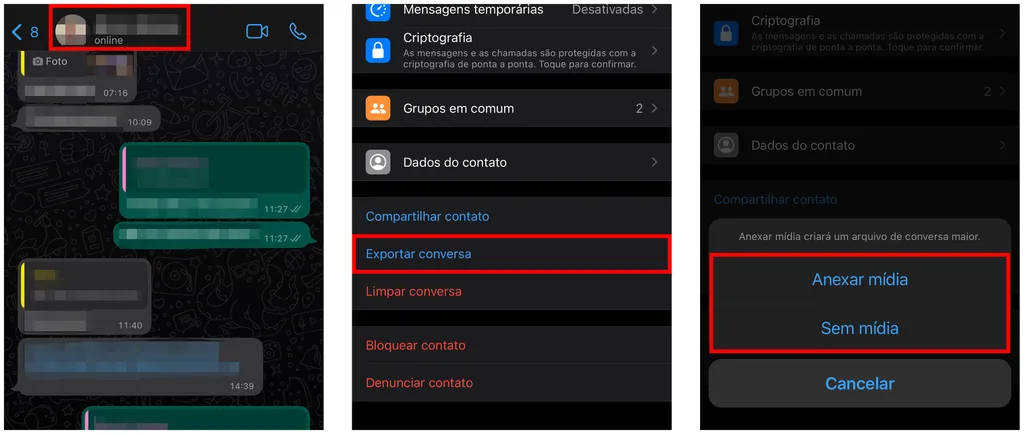 8
online
Foto
07:16
10:09
11:27
11:27
11:40
14:39
Mensagens temporárias Desativadas
Criptografia
As mensagens e as chamadas são protegidas com a
criptografia de ponta a ponta. Toque para confirmar.
Grupos em comum 2
Dados do contato
Compartilhar contato
Exportar conversa
Limpar conversa
Bloquear contato
Denunciar contato
Criptografia
As mensagens e as chamadas são protegidas com a
criptografia de ponta a ponta. Toque para confirmar.
Grupos em comum 2
Dados do contato
Compartilhar contato
Anexar mídia criará um arquivo de conversa maior.
Anexar mídia
Sem mídia
Cancelar